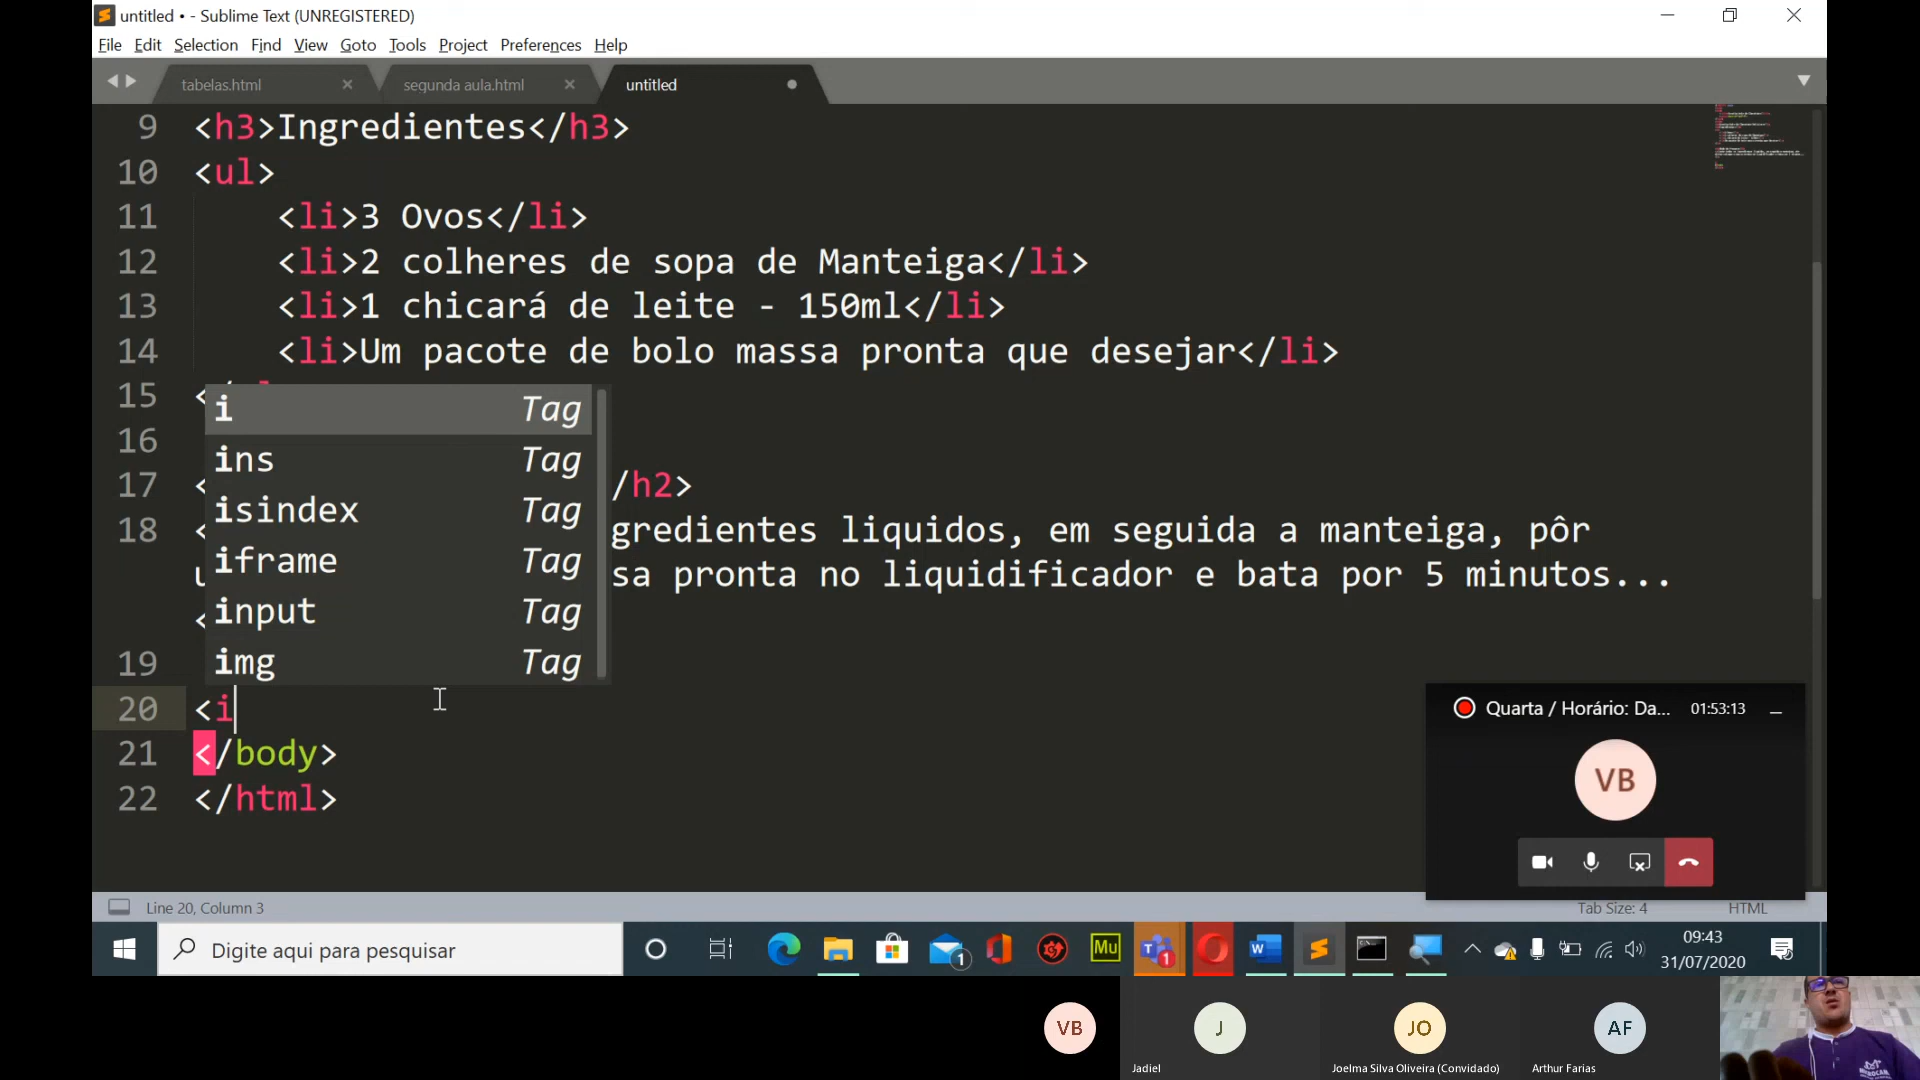 untitled • - Sublime Text (UNREGISTERED)
File Edit Selection Find View Goto Tools Project Preferences Help
tabelas.html
segunda aula.html
untitled
9 <h3>Ingredientes</h3>
10 <ul>
11 <li>3 Ovos</li>
12 <li>2 colheres de sopa de Manteiga</li>
13 <li>1 chicará de leite - 150ml</li>
14 <li>Um pacote de bolo massa pronta que desejar</li>
15 <
16
17 < /h2>
18 < gredientes liquidos, em seguida a manteiga, pôr
sa pronta no liquidificador e bata por 5 minutos...
<
19
20 <i
21 </body>
22 </html>
i Tag
ins Tag
isindex Tag
iframe Tag
input Tag
img Tag
Quarta / Horário: Da... 01:53:13
VB
Line 20, Column 3
Tab Size: 4
HTML
Digite aqui para pesquisar
1
Mu
1
09:43
31/07/2020
VB
J
Jadiel
JO
Joelma Silva Oliveira (Convidado)
AF
Arthur Farias